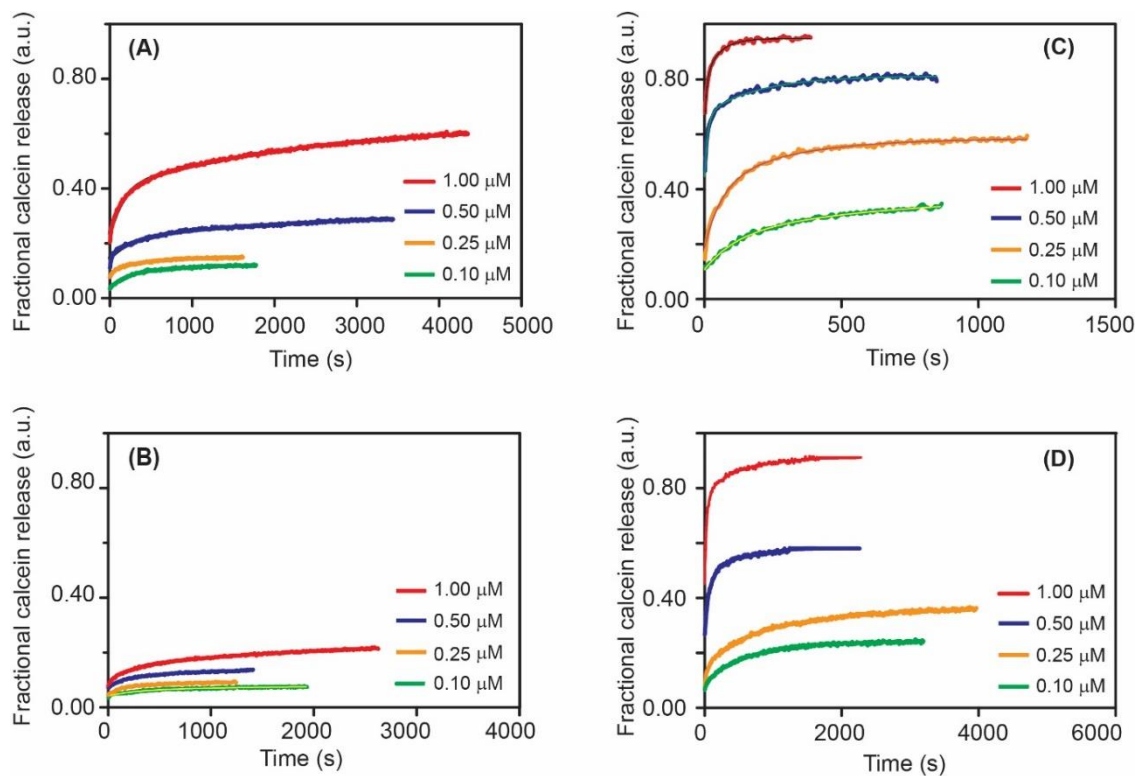 (A)
Fractional calcein release (a.u.)
0.80
0.40
0.00
1.00 μM
0.50 μM
0.25 μM
0.10 μM
0 1000 2000 3000 4000 5000
Time (s)
(C)
Fractional calcein release (a.u.)
0.80
0.40
0.00
1.00 μM
0.50 μM
0.25 μM
0.10 μM
0 500 1000 1500
Time (s)
(B)
Fractional calcein release (a.u.)
0.80
0.40
0.00
1.00 μM
0.50 μM
0.25 μM
0.10 μM
0 1000 2000 3000 4000
Time (s)
(D)
Fractional calcein release (a.u.)
0.80
0.40
0.00
1.00 μM
0.50 μM
0.25 μM
0.10 μM
0 2000 4000 6000
Time (s)